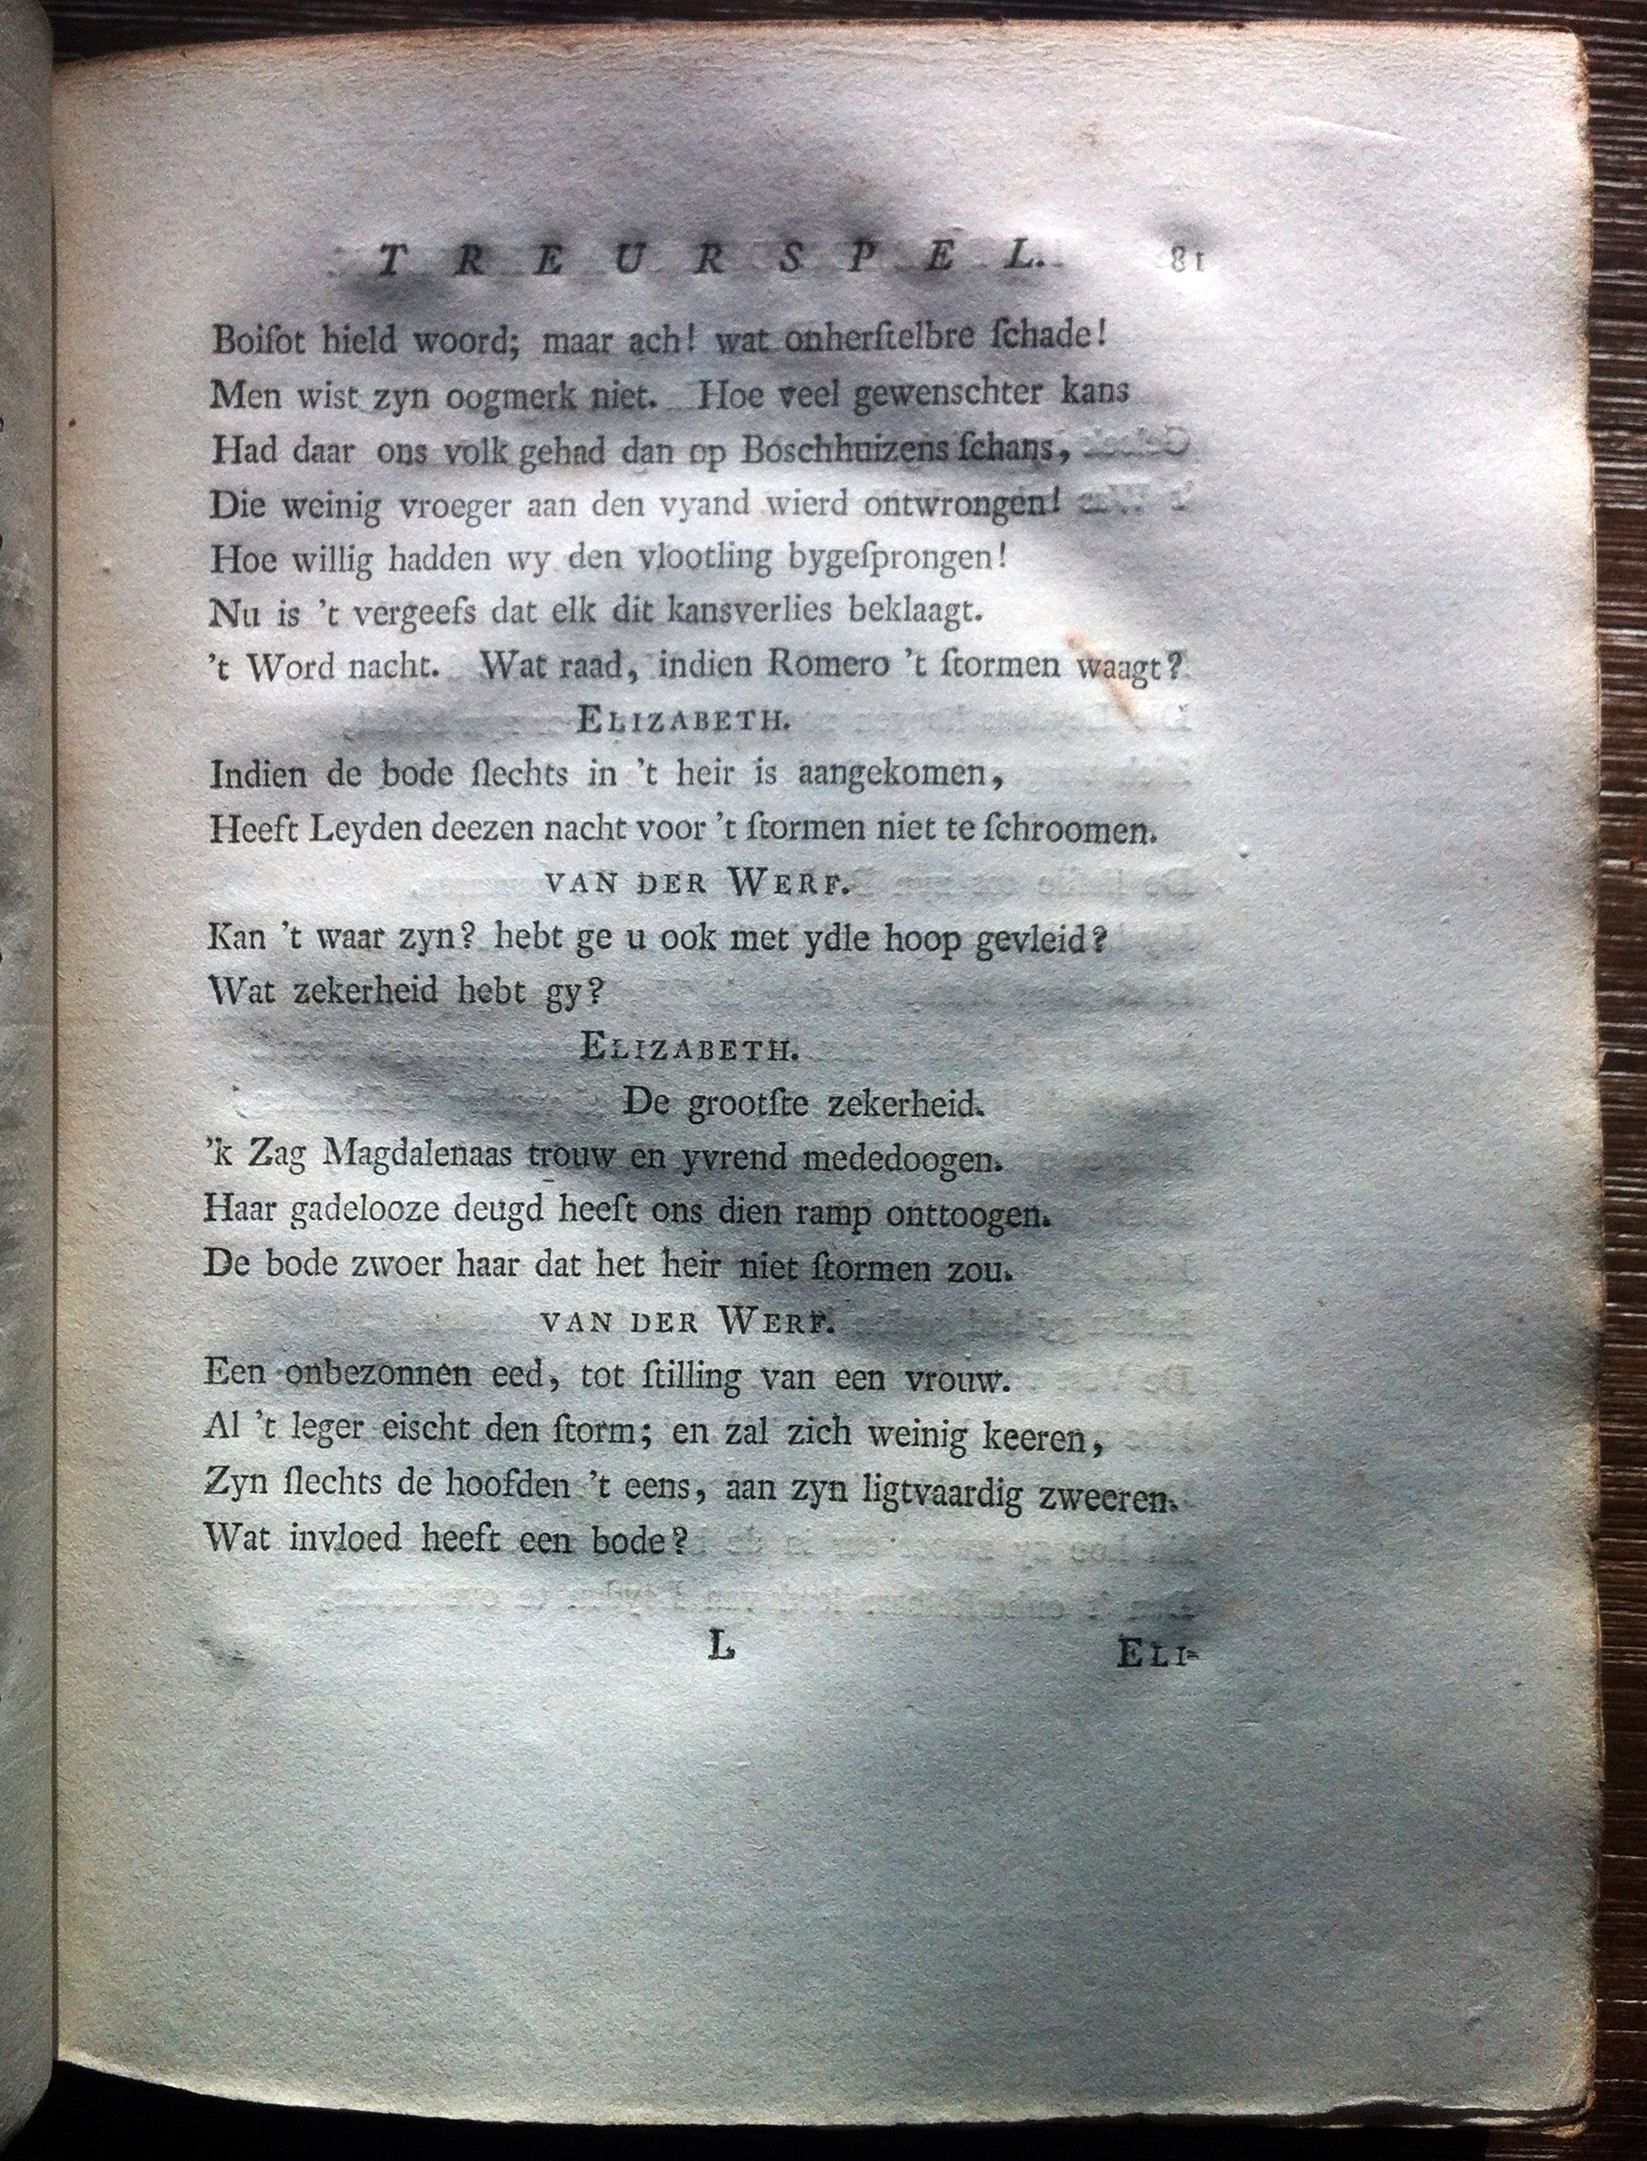 TREURSPEL. 81
Boiſot hield woord; maar ach! wat onherſtelbre ſchade!
Men wist zyn oogmerk niet. Hoe veel gewenschter kans
Had daar ons volk gehad dan op Boschhuizens ſchans,
Die weinig vroeger aan den vyand wierd ontwrongen!
Hoe willig hadden wy den vlootling bygeſprongen!
Nu is 't vergeefs dat elk dit kansverlies beklaagt.
't Word nacht. Wat raad, indien Romero 't ſtormen waagt?
ELIZABETH.
Indien de bode ſlechts in 't heir is aangekomen,
Heeft Leyden deezen nacht voor 't ſtormen niet te ſchroomen.
VAN DER WERF.
Kan 't waar zyn? hebt ge u ook met ydle hoop gevleid?
Wat zekerheid hebt gy?
ELIZABETH.
De grootſte zekerheid.
'k Zag Magdalenaas trouw en yvrend mededoogen.
Haar gadelooze deugd heeft ons dien ramp onttoogen.
De bode zwoer haar dat het heir niet ſtormen zou.
VAN DER WERF.
Een onbezonnen eed, tot ſtilling van een vrouw.
Al 't leger eischt den ſtorm; en zal zich weinig keeren,
Zyn ſlechts de hoofden 't eens, aan zyn ligtvaardig zweeren.
Wat invloed heeft een bode?
L ELI-